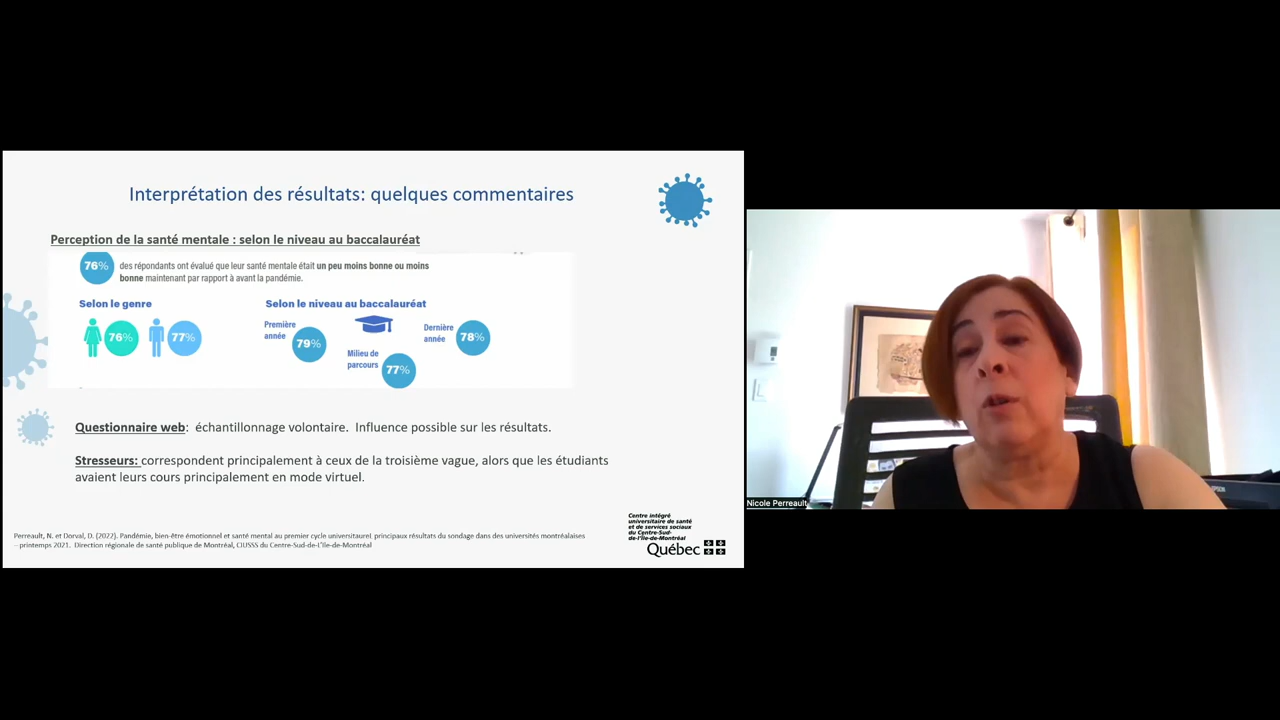 Interprétation des résultats: quelques commentaires
Perception de la santé mentale : selon le niveau au baccalauréat
76% des répondants ont évalué que leur santé mentale était un peu moins bonne ou moins
bonne maintenant par rapport à avant la pandémie.
Selon le genre
76%
77%
Selon le niveau au baccalauréat
Première
année
79%
Milieu de
parcours
77%
Dernière
année
78%
Questionnaire web: échantillonnage volontaire. Influence possible sur les résultats.
Stresseurs: correspondent principalement à ceux de la troisième vague, alors que les étudiants
avaient leurs cours principalement en mode virtuel.
Perreault, N. et Dorval, D. (2022). Pandémie, bien-être émotionnel et santé mental au premier cycle universitaire: principaux résultats du sondage dans des universités montréalaises
– printemps 2021. Direction régionale de santé publique de Montréal, CIUSSS du Centre-Sud-de-L'Île-de-Montréal
Centre intégré
universitaire de santé
et de services sociaux
du Centre-Sud-
de-l'Île-de-Montréal
Québec
Nicole Perreault